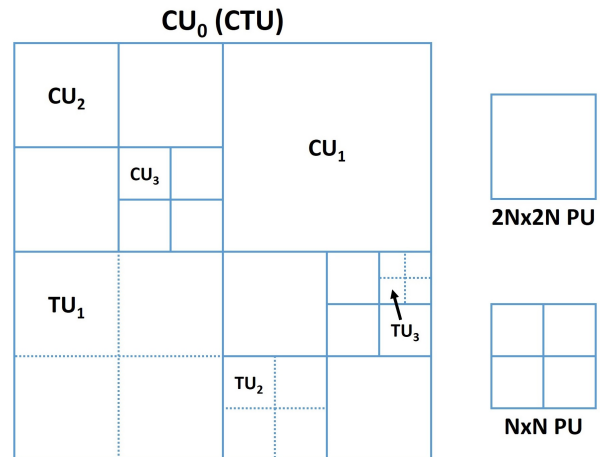 CU₀ (CTU)
CU₂
CU₁
CU₃
2Nx2N PU
TU₁
TU₃
TU₂
NxN PU